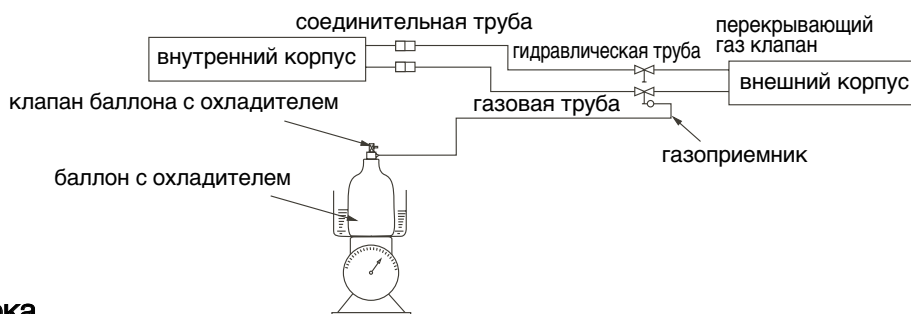 соединительная труба
перекрывающий
газ клапан
гидравлическая труба
внутренний корпус
внешний корпус
клапан баллона с охладителем
газовая труба
газоприемник
баллон с охладителем